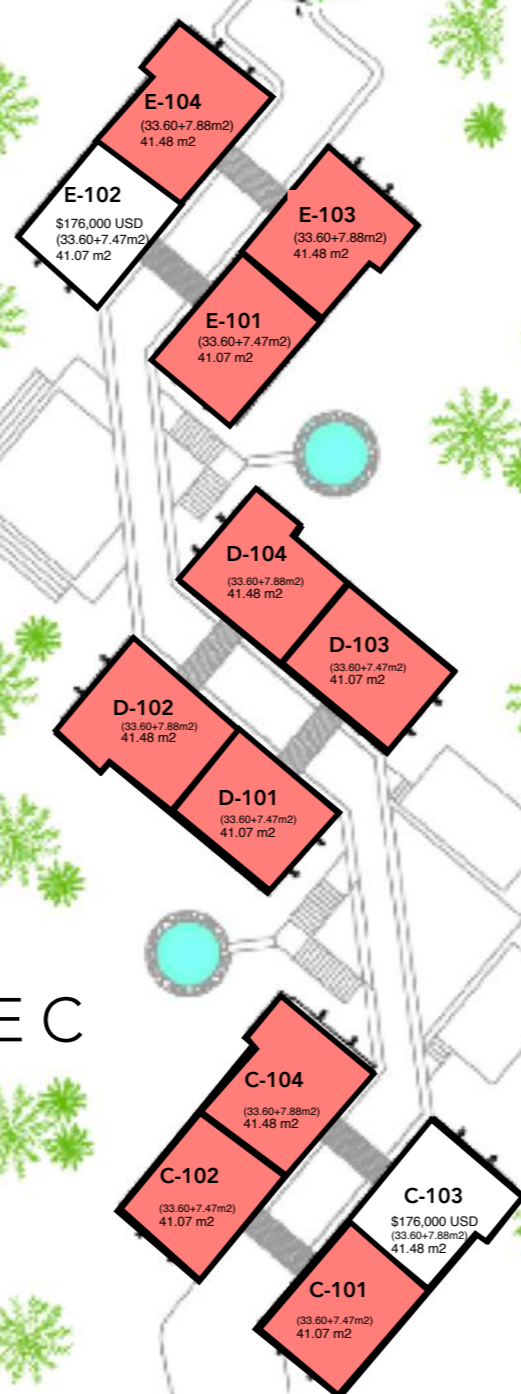 E-104
(33.60+7.88m2)
41.48 m2
E-102
$176,000 USD
(33.60+7.47m2)
41.07 m2
E-103
(33.60+7.88m2)
41.48 m2
E-101
(33.60+7.47m2)
41.07 m2
D-104
(33.60+7.88m2)
41.48 m2
D-103
(33.60+7.47m2)
41.07 m2
D-102
(33.60+7.88m2)
41.48 m2
D-101
(33.60+7.47m2)
41.07 m2
E C
C-104
(33.60+7.88m2)
41.48 m2
C-102
(33.60+7.47m2)
41.07 m2
C-103
$176,000 USD
(33.60+7.88m2)
41.48 m2
C-101
(33.60+7.47m2)
41.07 m2